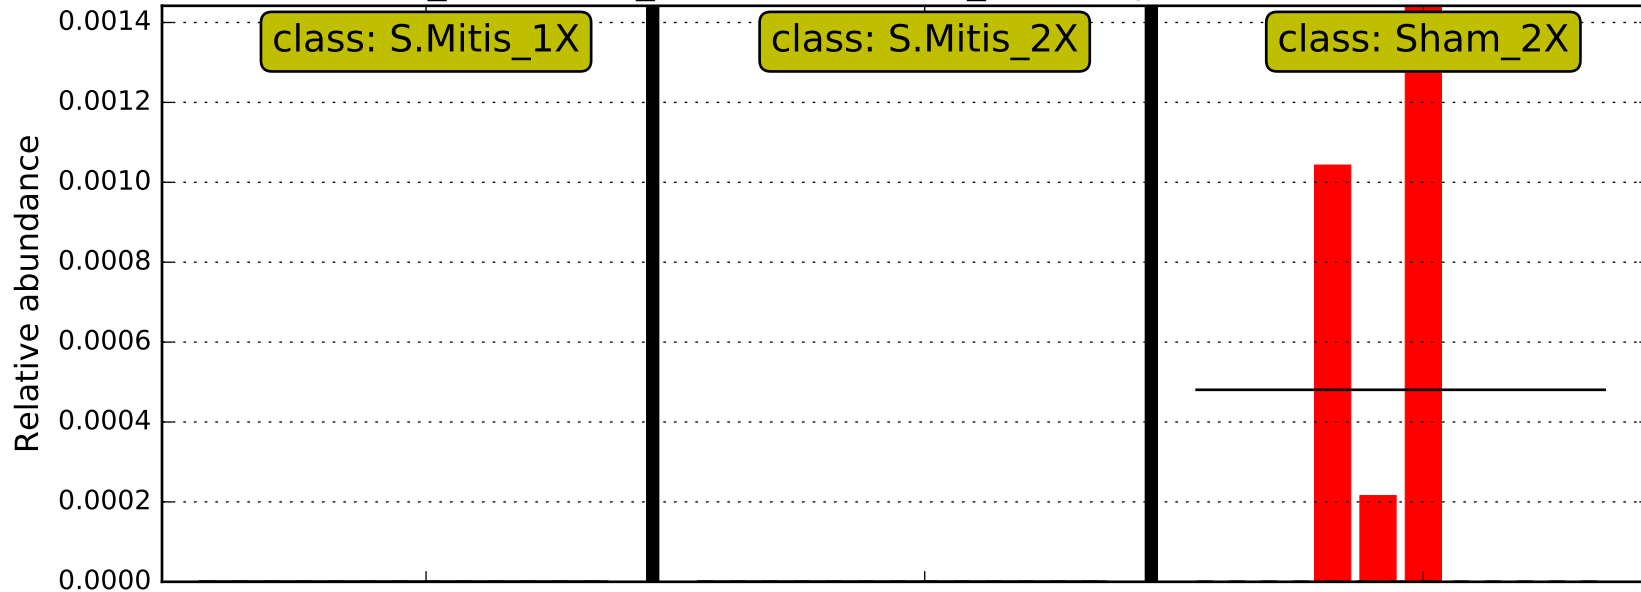 0.0014
0.0012
0.0010
0.0008
0.0006
0.0004
0.0002
0.0000
Relative abundance
class: S.Mitis_1X
class: S.Mitis_2X
class: Sham_2X